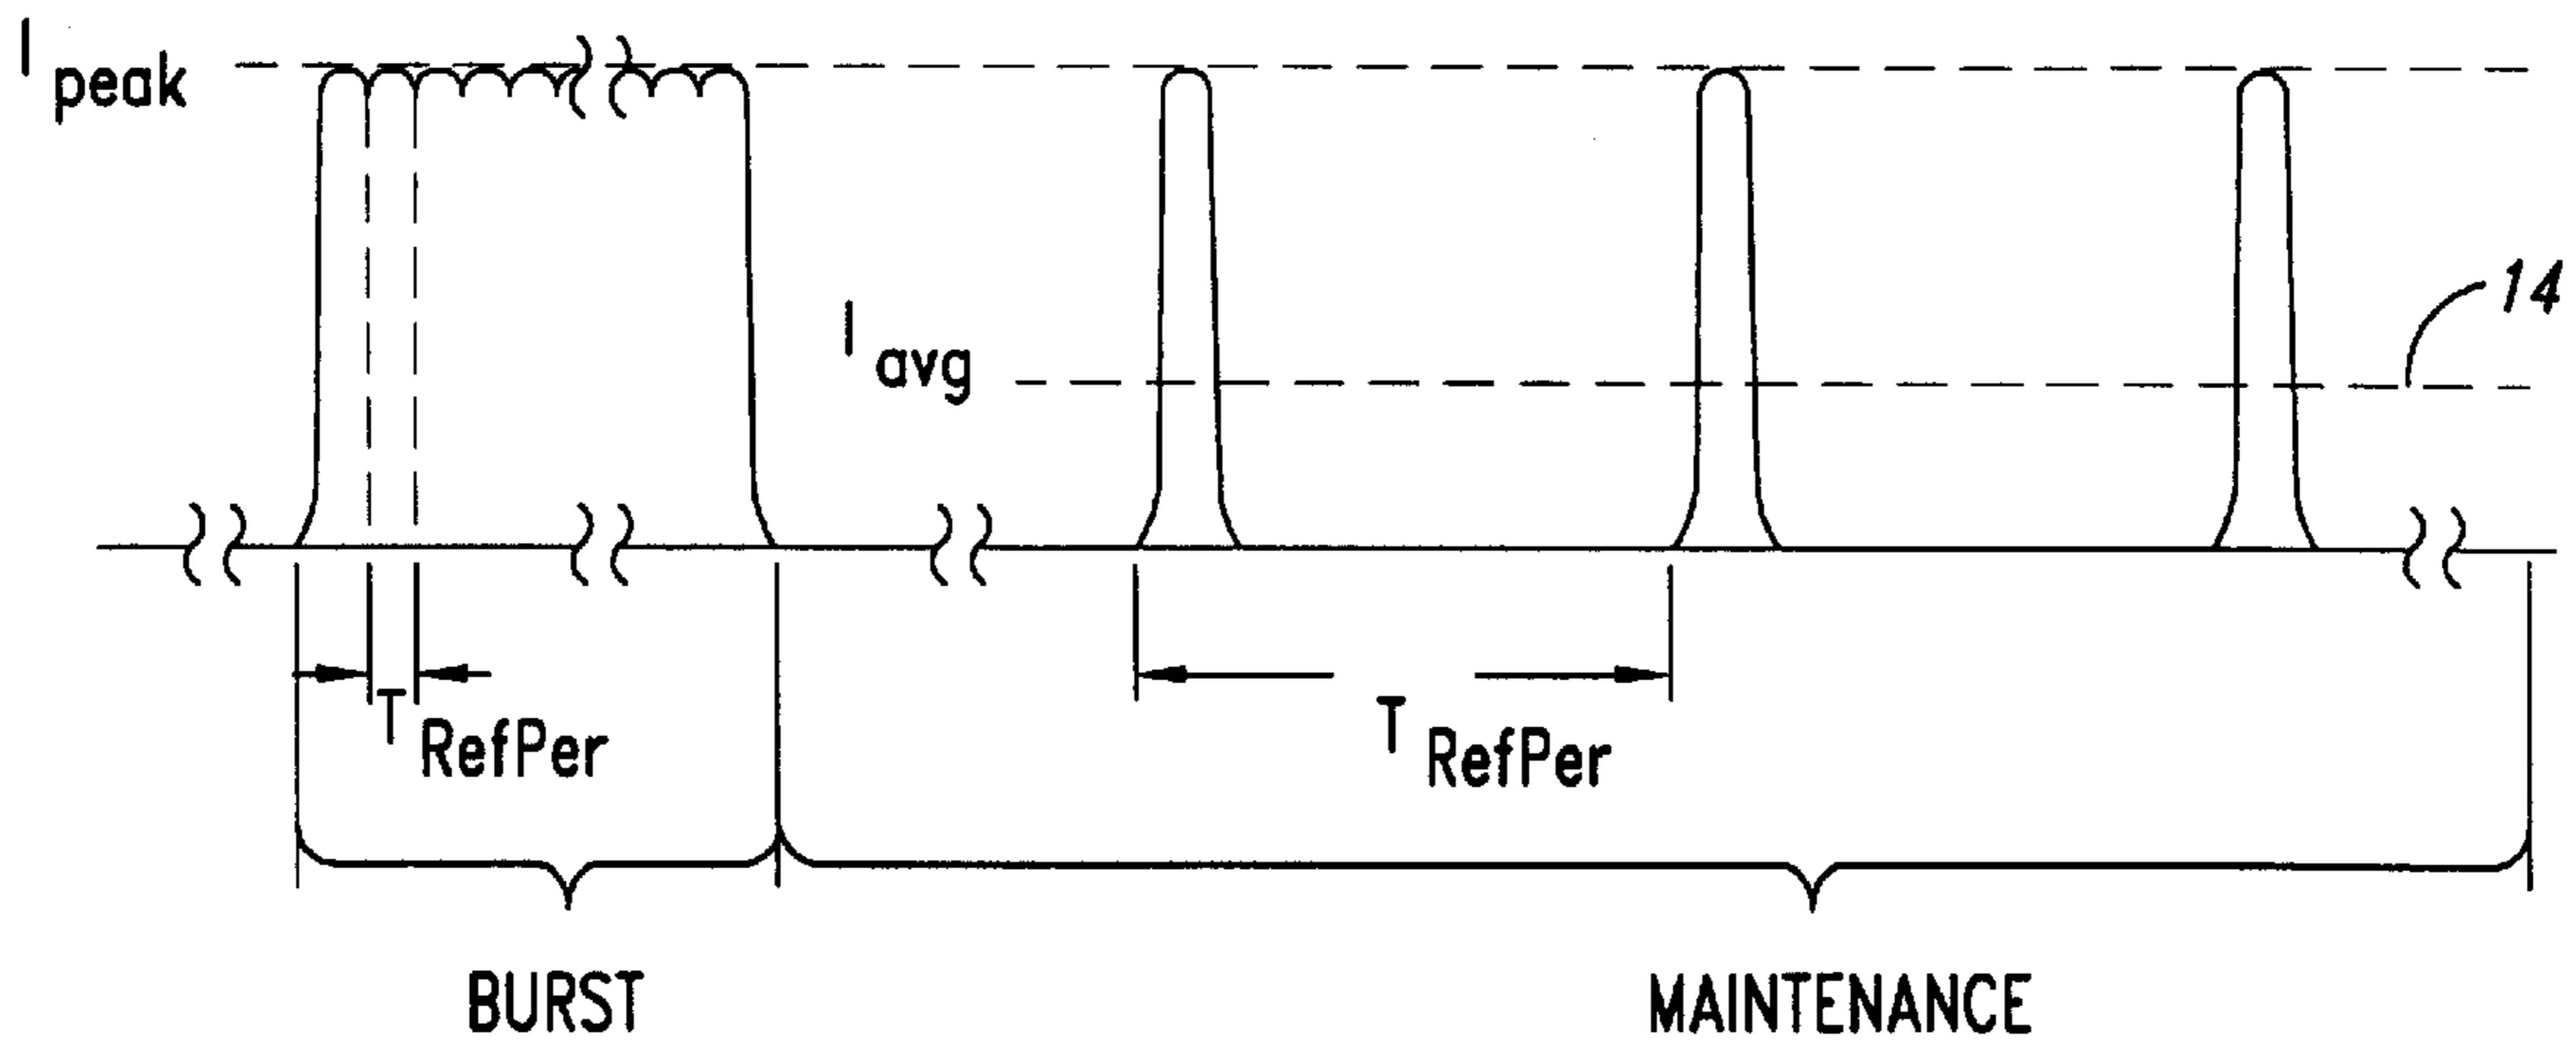 I peak
I avg
14
T RefPer
T RefPer
BURST
MAINTENANCE